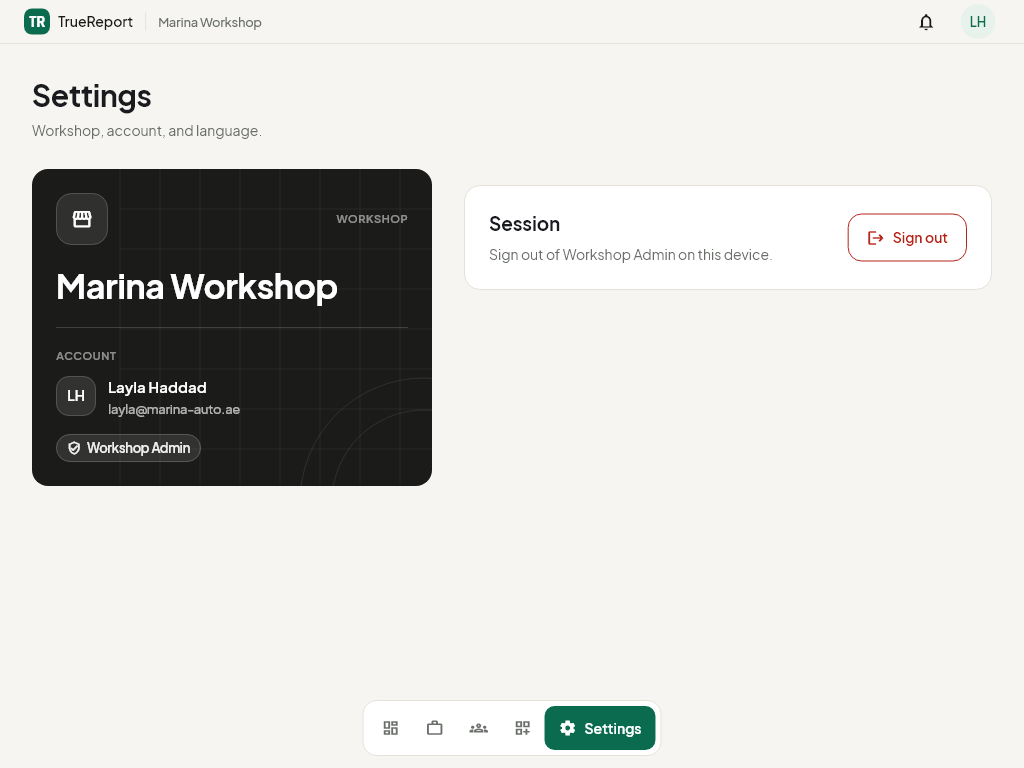 TR TrueReport Marina Workshop LH
Settings
Workshop, account, and language.
WORKSHOP
Marina Workshop
ACCOUNT
LH
Layla Haddad
layla@marina-auto.ae
Workshop Admin
Session
Sign out of Workshop Admin on this device.
Sign out
Settings